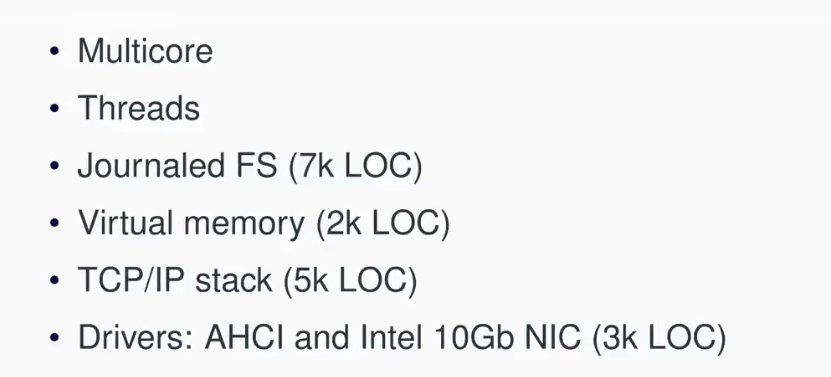 • Multicore
• Threads
• Journaled FS (7k LOC)
• Virtual memory (2k LOC)
• TCP/IP stack (5k LOC)
• Drivers: AHCI and Intel 10Gb NIC (3k LOC)